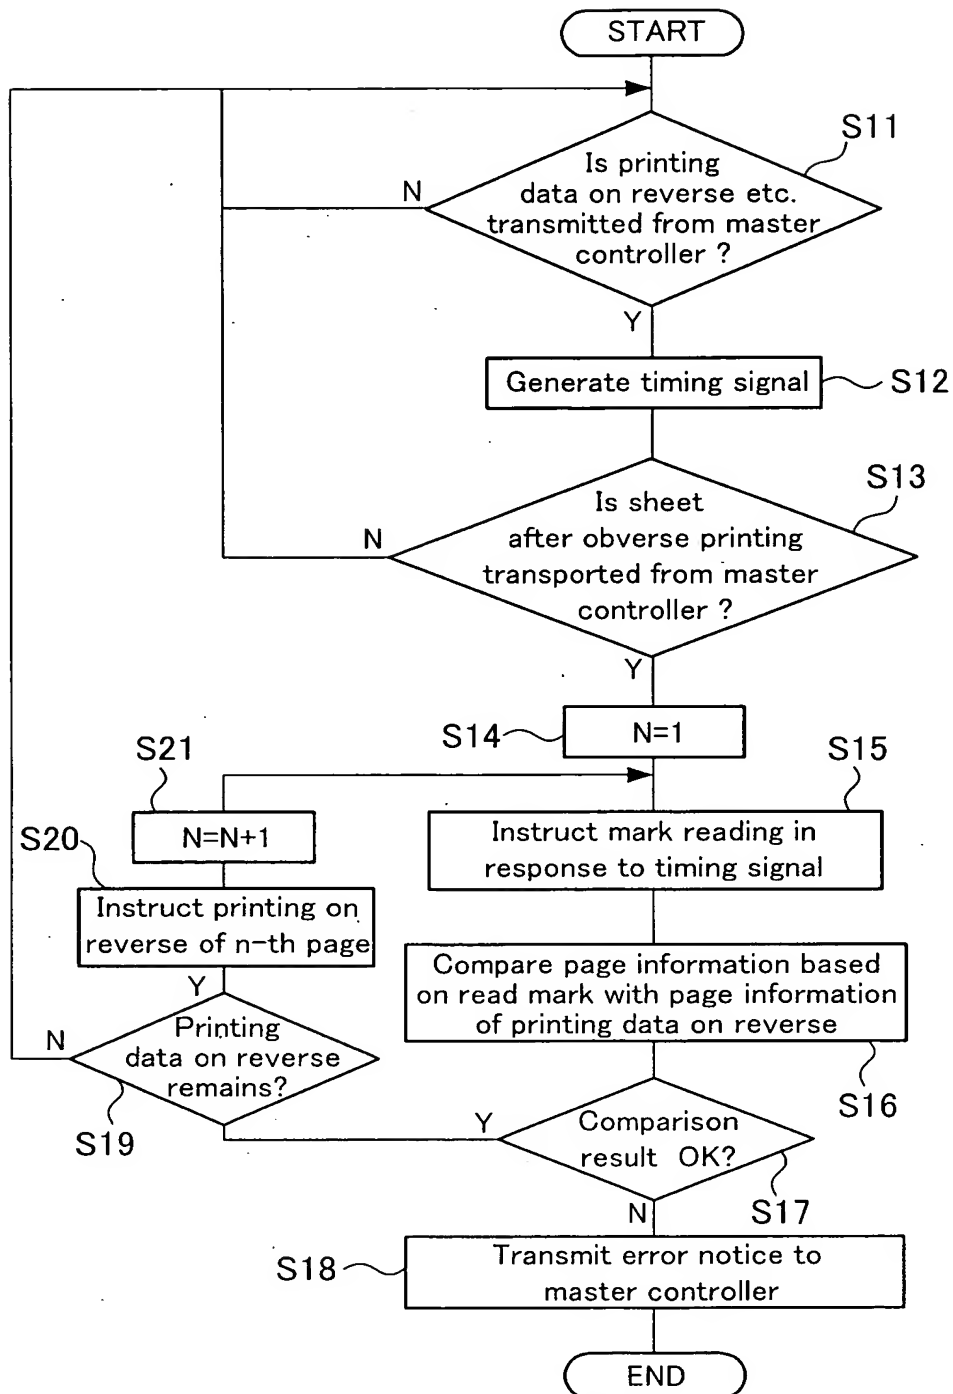 START
S11
Is printing
data on reverse etc.
transmitted from master
controller ?
N
Y
Generate timing signal
S12
S13
Is sheet
after obverse printing
transported from master
controller ?
N
Y
S14
N=1
S21
S15
N=N+1
Instruct mark reading in
response to timing signal
S20
Instruct printing on
reverse of n-th page
Y
Compare page information based
on read mark with page information
of printing data on reverse
S16
N
Printing
data on reverse
remains?
S19
Y
Comparison
result OK?
S17
N
S18
Transmit error notice to
master controller
END